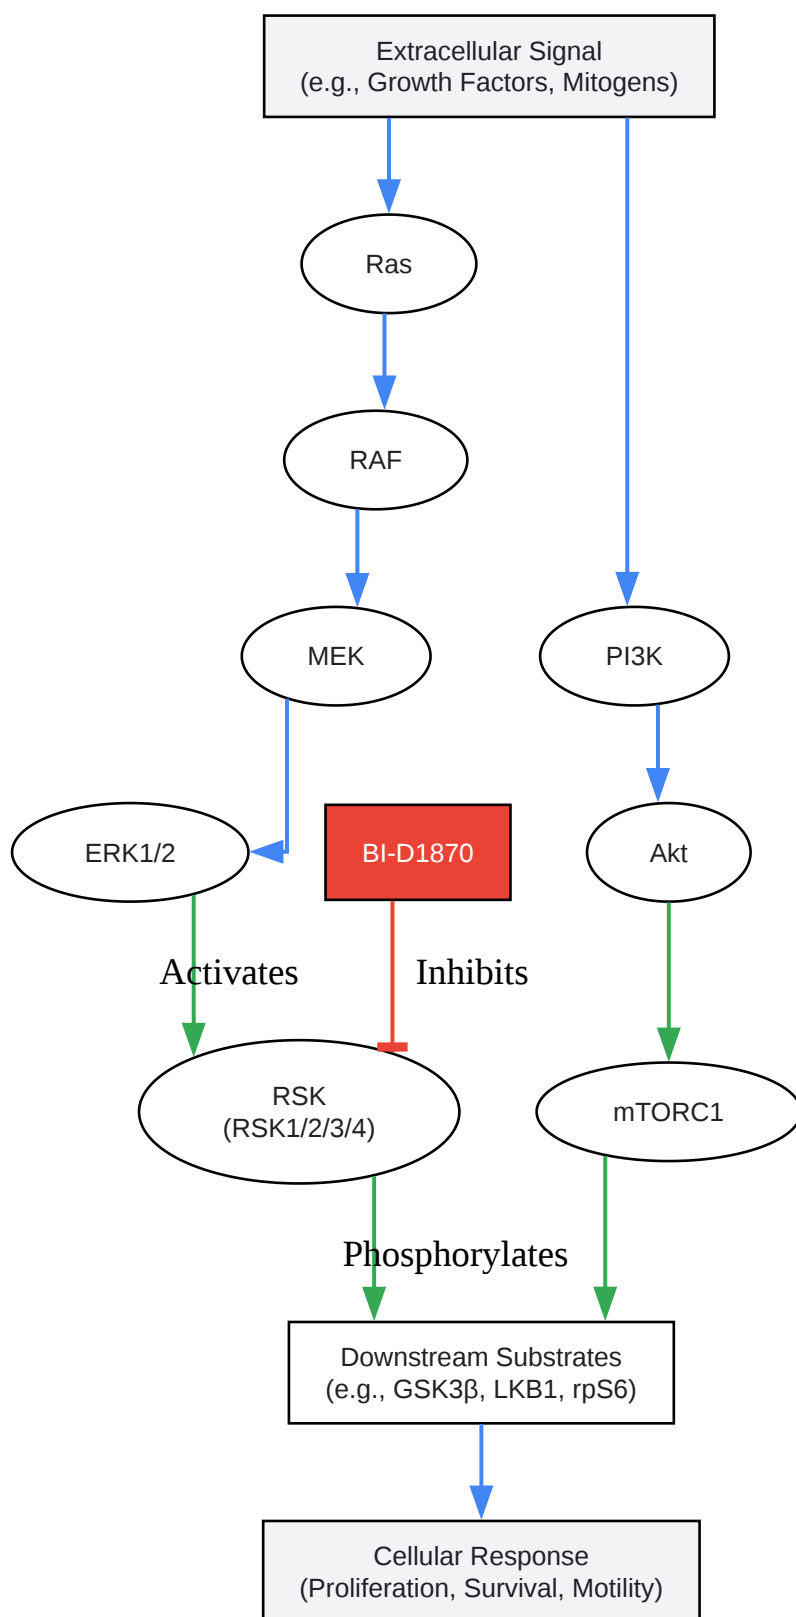 Extracellular Signal
(e.g., Growth Factors, Mitogens)
Ras
RAF
MEK
PI3K
ERK1/2
BI-D1870
Akt
Activates
Inhibits
RSK
(RSK1/2/3/4)
mTORC1
Phosphorylates
Downstream Substrates
(e.g., GSK3β, LKB1, rpS6)
Cellular Response
(Proliferation, Survival, Motility)